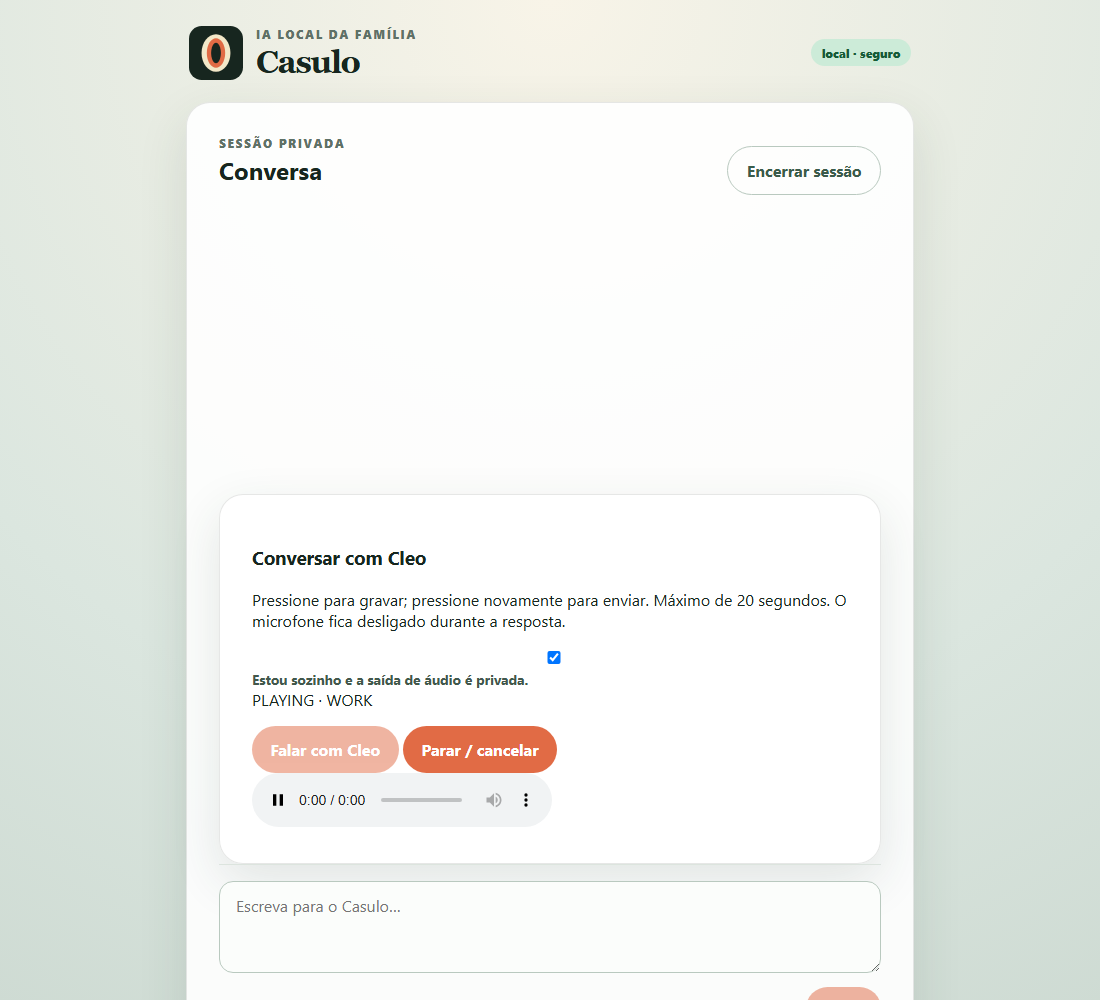 IA LOCAL DA FAMÍLIA
Casulo
local · seguro
SESSÃO PRIVADA
Conversa
Encerrar sessão
Conversar com Cleo
Pressione para gravar; pressione novamente para enviar. Máximo de 20 segundos. O
microfone fica desligado durante a resposta.
Estou sozinho e a saída de áudio é privada.
PLAYING · WORK
Falar com Cleo
Parar / cancelar
0:00 / 0:00
Escreva para o Casulo...